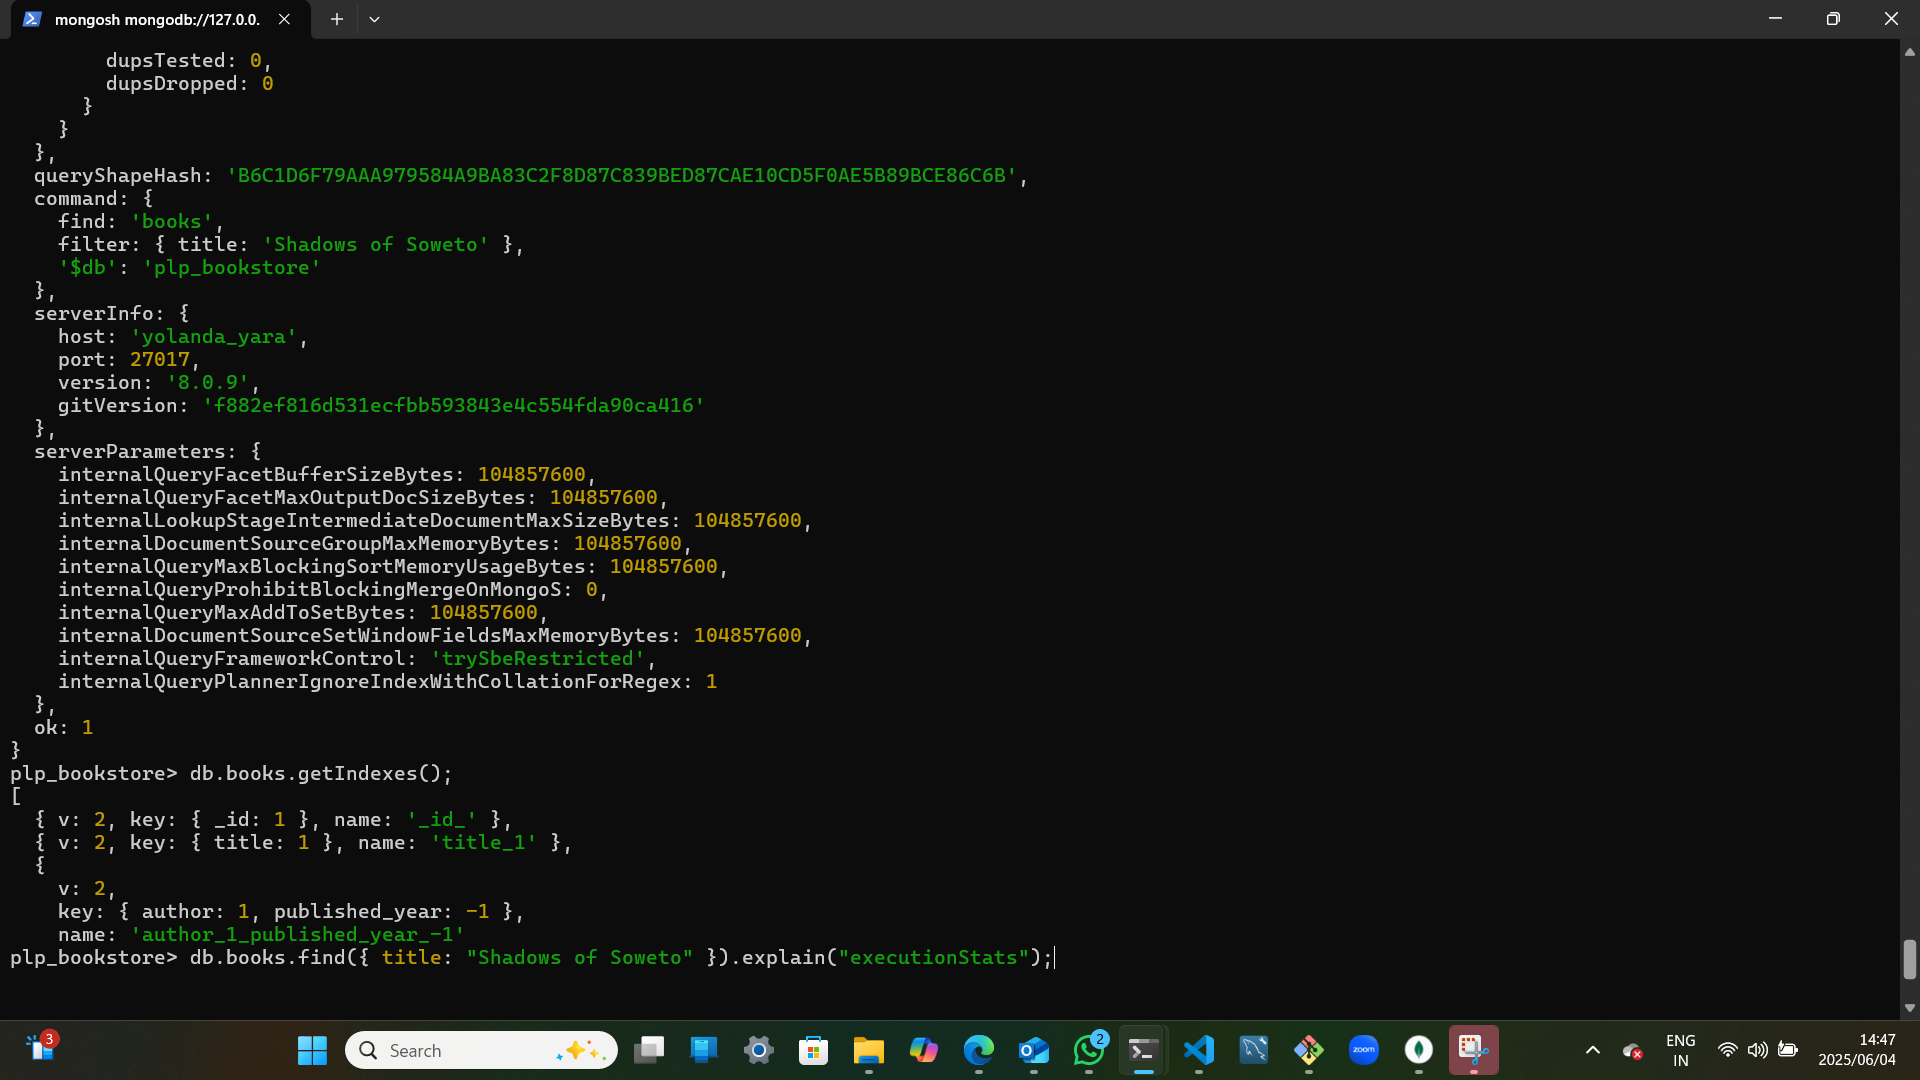 mongosh mongodb://127.0.0.
dupsTested: 0,
dupsDropped: 0
}
}
},
queryShapeHash: 'B6C1D6F79AAA979584A9BA83C2F8D87C839BED87CAE10CD5F0AE5B89BCE86C6B',
command: {
find: 'books',
filter: { title: 'Shadows of Soweto' },
'$db': 'plp_bookstore'
},
serverInfo: {
host: 'yolanda_yara',
port: 27017,
version: '8.0.9',
gitVersion: 'f882ef816d531ecfbb593843e4c554fda90ca416'
},
serverParameters: {
internalQueryFacetBufferSizeBytes: 104857600,
internalQueryFacetMaxOutputDocSizeBytes: 104857600,
internalLookupStageIntermediateDocumentMaxSizeBytes: 104857600,
internalDocumentSourceGroupMaxMemoryBytes: 104857600,
internalQueryMaxBlockingSortMemoryUsageBytes: 104857600,
internalQueryProhibitBlockingMergeOnMongoS: 0,
internalQueryMaxAddToSetBytes: 104857600,
internalDocumentSourceSetWindowFieldsMaxMemoryBytes: 104857600,
internalQueryFrameworkControl: 'trySbeRestricted',
internalQueryPlannerIgnoreIndexWithCollationForRegex: 1
},
ok: 1
}
plp_bookstore> db.books.getIndexes();
[
{ v: 2, key: { _id: 1 }, name: '_id_' },
{ v: 2, key: { title: 1 }, name: 'title_1' },
{
v: 2,
key: { author: 1, published_year: -1 },
name: 'author_1_published_year_-1'
plp_bookstore> db.books.find({ title: "Shadows of Soweto" }).explain("executionStats");
3
Search
2
zoom
ENG
IN
14:47
2025/06/04